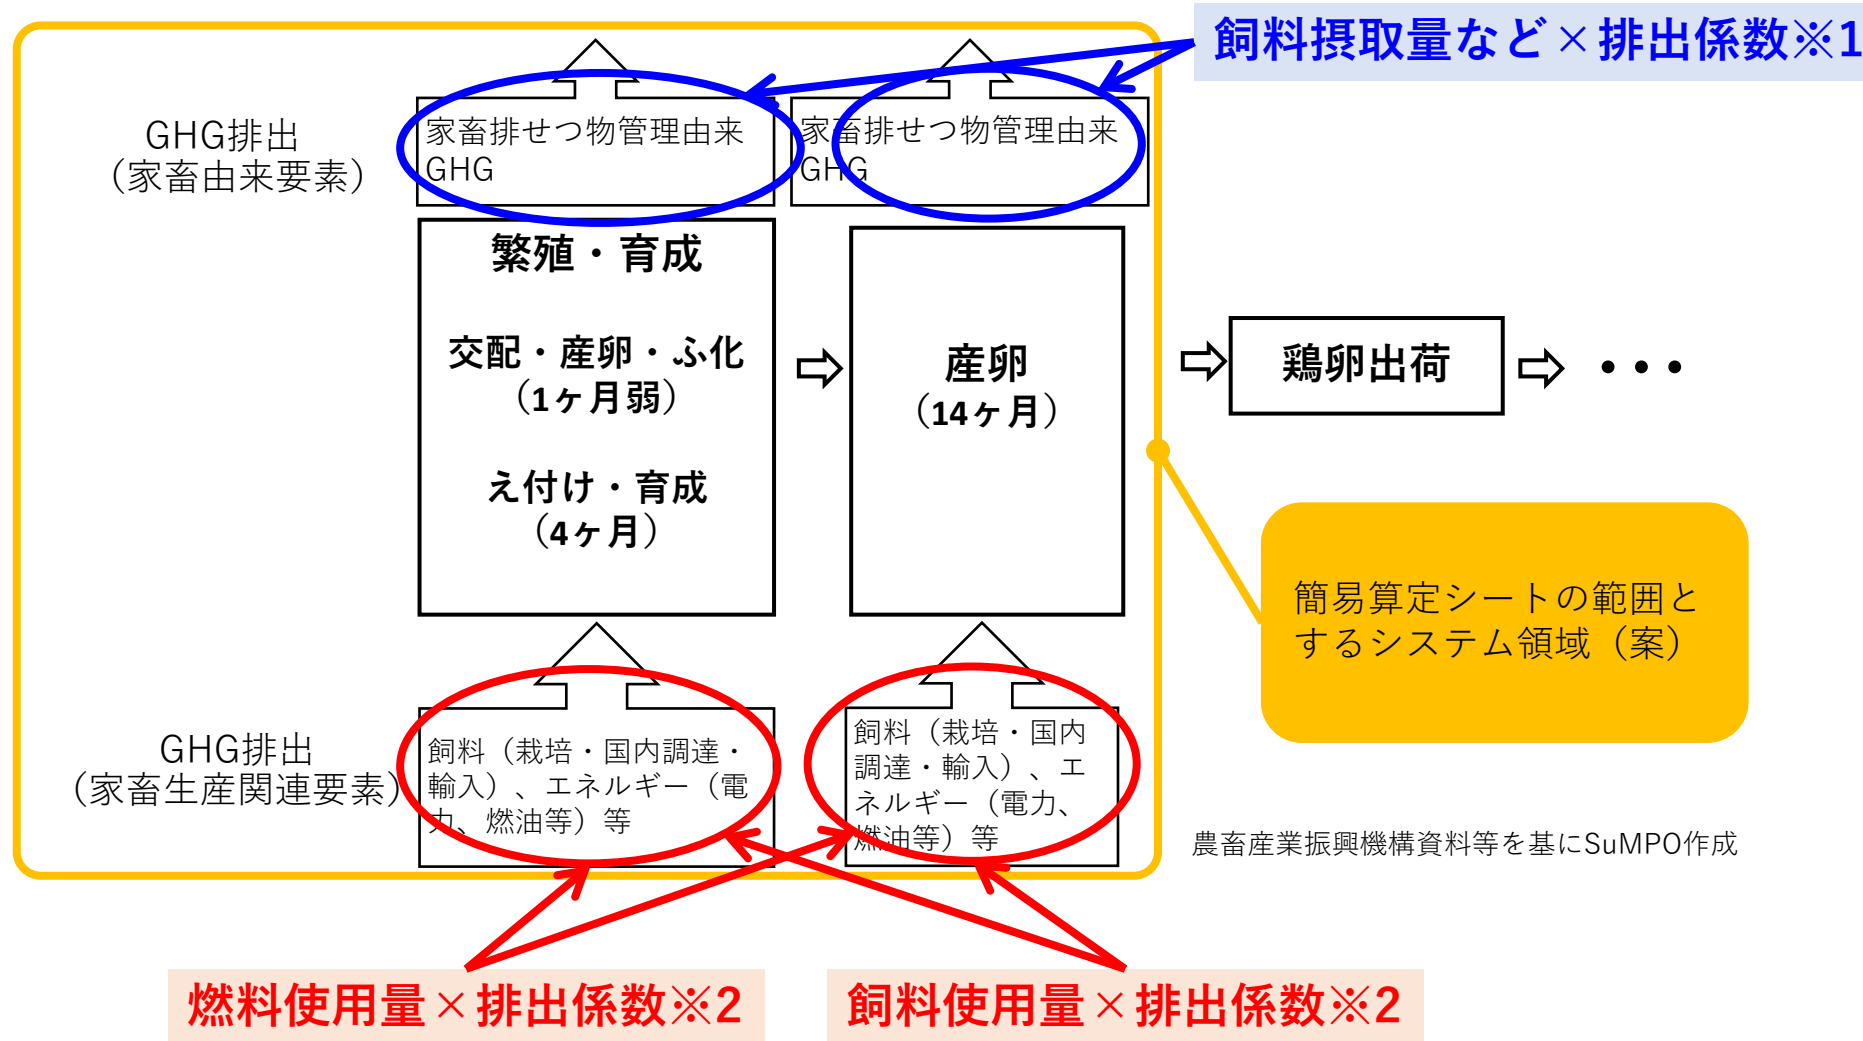 飼料摂取量など×排出係数※1
GHG排出
（家畜由来要素）
家畜排せつ物管理由来
GHG
家畜排せつ物管理由来
GHG
繁殖・育成
交配・産卵・ふ化
（1ヶ月弱）
え付け・育成
（4ヶ月）
産卵
（14ヶ月）
鶏卵出荷
・・・
簡易算定シートの範囲と
するシステム領域（案）
GHG排出
（家畜生産関連要素）
飼料（栽培・国内調達・
輸入）、エネルギー（電
力、燃油等）等
飼料（栽培・国内
調達・輸入）、エ
ネルギー（電力、
燃油等）等
農畜産業振興機構資料等を基にSuMPO作成
燃料使用量×排出係数※2
飼料使用量×排出係数※2